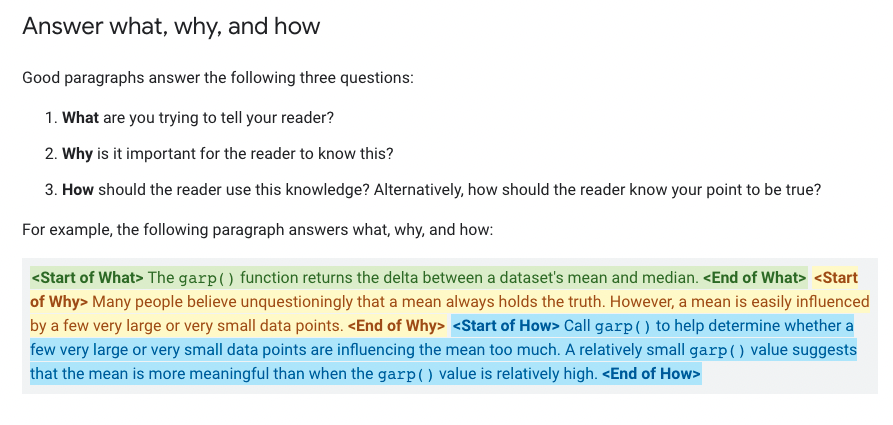 Answer what, why, and how
Good paragraphs answer the following three questions:
1. What are you trying to tell your reader?
2. Why is it important for the reader to know this?
3. How should the reader use this knowledge? Alternatively, how should the reader know your point to be true?
For example, the following paragraph answers what, why, and how:
<Start of What> The garp() function returns the delta between a dataset's mean and median. <End of What> <Start
of Why> Many people believe unquestioningly that a mean always holds the truth. However, a mean is easily influenced
by a few very large or very small data points. <End of Why> <Start of How> Call garp() to help determine whether a
few very large or very small data points are influencing the mean too much. A relatively small garp() value suggests
that the mean is more meaningful than when the garp() value is relatively high. <End of How>